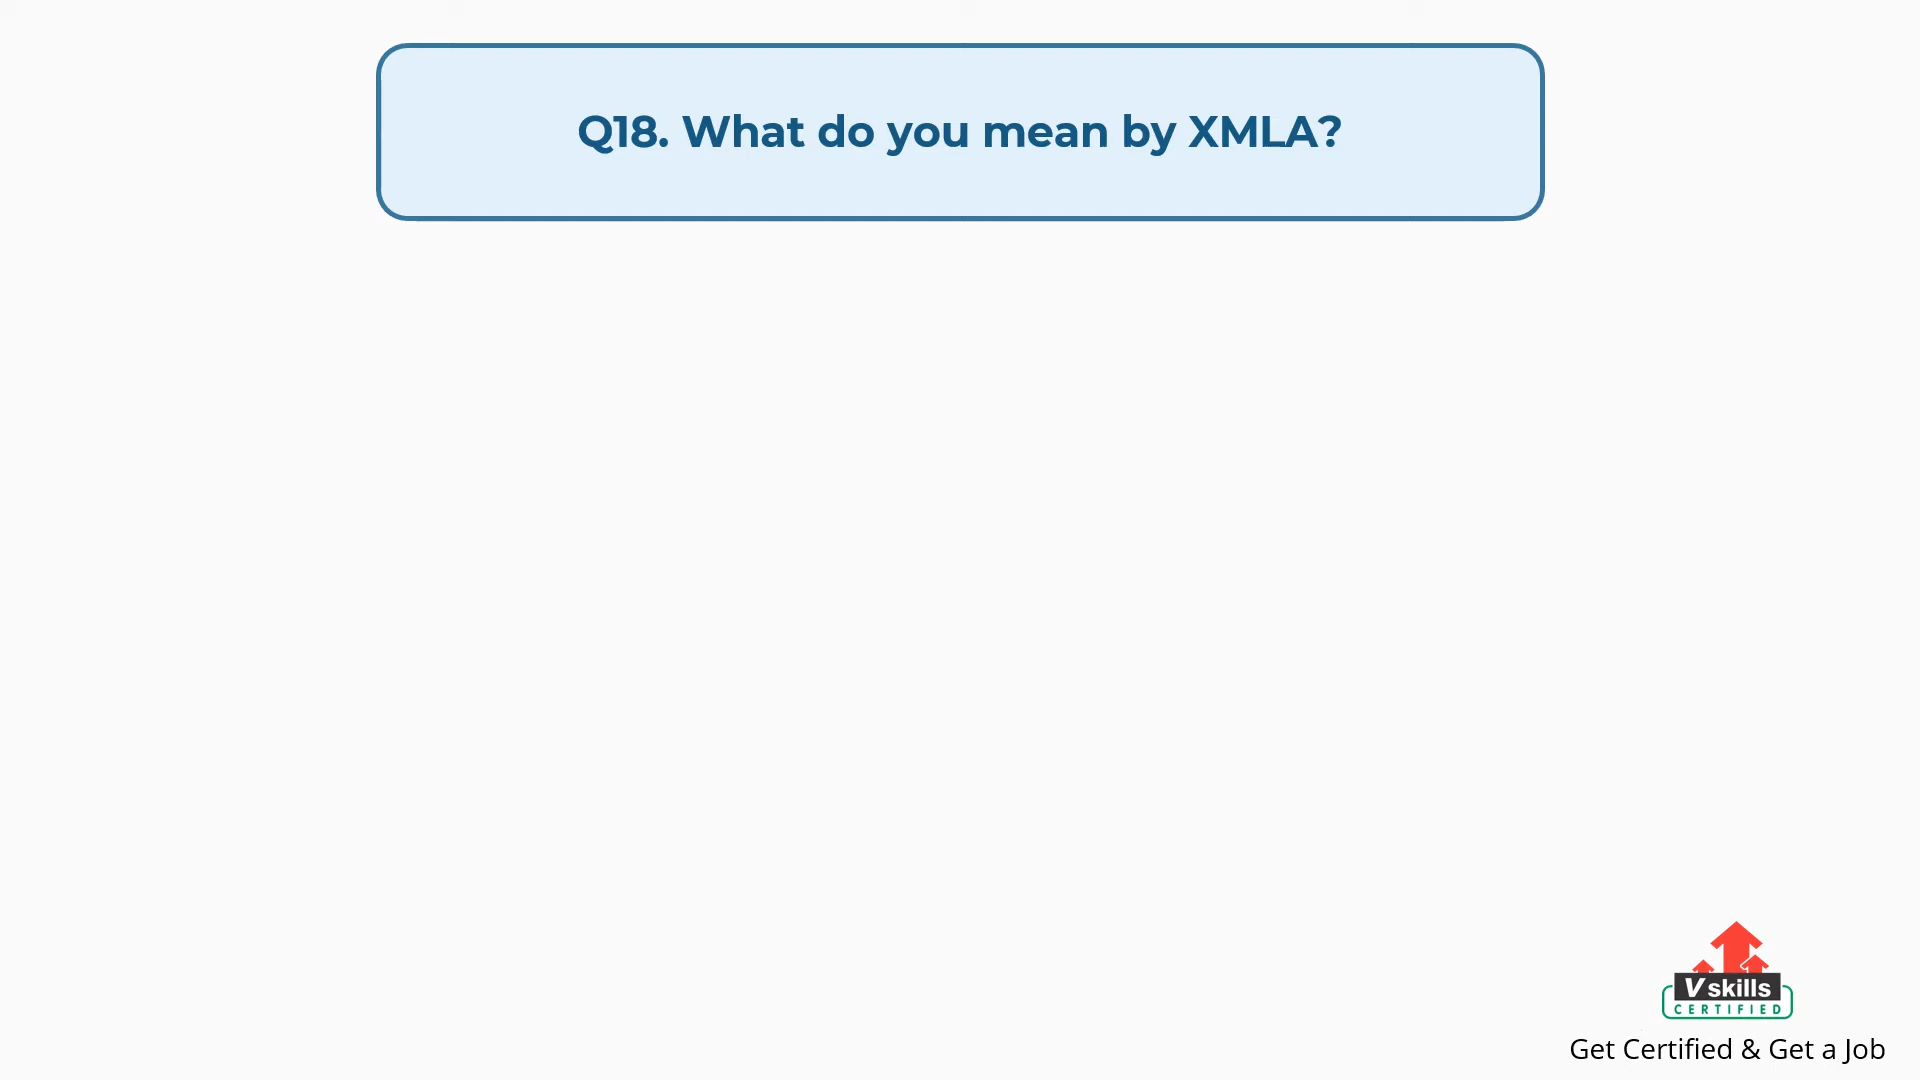 Q18. What do you mean by XMLA?
Vskills
CERTIFIED
Get Certified & Get a Job